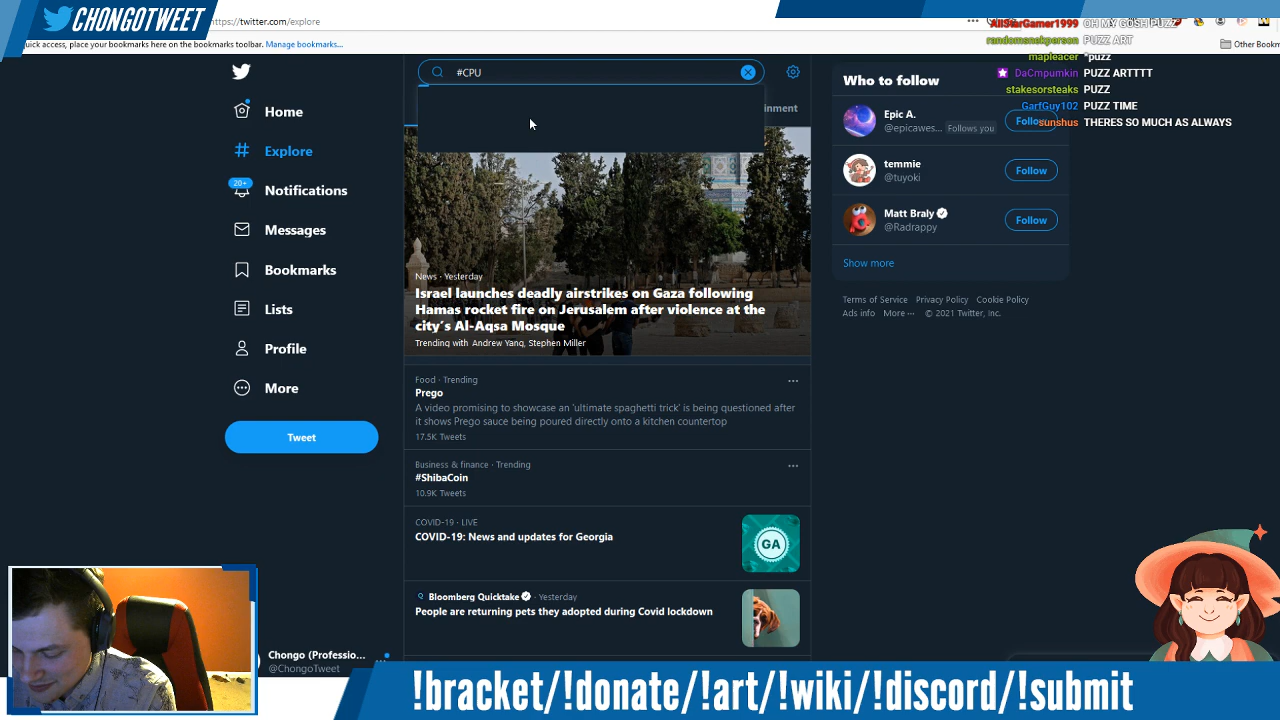 CHONGOTWEET
https://twitter.com/explore
quick access, place your bookmarks here on the bookmarks toolbar. Manage bookmarks...
Other Bookm
AllStarGamer1999 OH MY GOSH PUZZ
randomsnekperson PUZZ ART
mapleacer *puzz
DaCmpumkin PUZZ ARTTTT
stakesorsteaks PUZZ
GarfGuy102 PUZZ TIME
sunshus THERES SO MUCH AS ALWAYS
Home
Explore
20+
Notifications
Messages
Bookmarks
Lists
Profile
More
Tweet
Chongo (Professio...
@ChongoTweet
#CPU
inment
News · Yesterday
Israel launches deadly airstrikes on Gaza following
Hamas rocket fire on Jerusalem after violence at the
city's Al-Aqsa Mosque
Trending with Andrew Yang, Stephen Miller
Food · Trending
Prego
A video promising to showcase an 'ultimate spaghetti trick' is being questioned after
it shows Prego sauce being poured directly onto a kitchen countertop
17.5K Tweets
Business & finance · Trending
#ShibaCoin
10.9K Tweets
COVID-19 · LIVE
COVID-19: News and updates for Georgia
GA
Bloomberg Quicktake · Yesterday
People are returning pets they adopted during Covid lockdown
Who to follow
Epic A.
@epicawes... Follows you
Follow
temmie
@tuyoki
Follow
Matt Braly
@Radrappy
Follow
Show more
Terms of Service Privacy Policy Cookie Policy
Ads info More ··· © 2021 Twitter, Inc.
!bracket/!donate/!art/!wiki/!discord/!submit